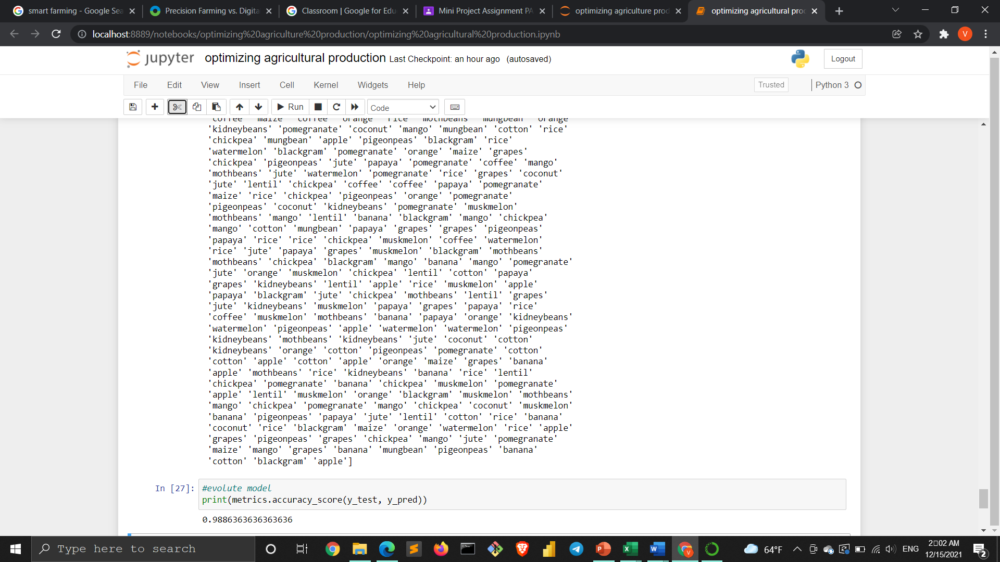 smart farming - Google Sea
Precision Farming vs. Digita
Classroom | Google for Edu
Mini Project Assignment PA
optimizing agriculture prod
optimizing agricultural proc
localhost:8889/notebooks/optimizing%20agriculture%20production/optimizing%20agricultural%20production.ipynb
V
jupyter optimizing agricultural production Last Checkpoint: an hour ago (autosaved)
Logout
File Edit View Insert Cell Kernel Widgets Help
Trusted
Python 3
Run
Code
'coffee' 'maize' 'coffee' 'orange' 'rice' 'mothbeans' 'mungbean' 'orange'
'kidneybeans' 'pomegranate' 'coconut' 'mango' 'mungbean' 'cotton' 'rice'
'chickpea' 'mungbean' 'apple' 'pigeonpeas' 'blackgram' 'rice'
'watermelon' 'blackgram' 'pomegranate' 'orange' 'maize' 'grapes'
'chickpea' 'pigeonpeas' 'jute' 'papaya' 'pomegranate' 'coffee' 'mango'
'mothbeans' 'jute' 'watermelon' 'pomegranate' 'rice' 'grapes' 'coconut'
'jute' 'lentil' 'chickpea' 'coffee' 'coffee' 'papaya' 'pomegranate'
'maize' 'rice' 'chickpea' 'pigeonpeas' 'orange' 'pomegranate'
'pigeonpeas' 'coconut' 'kidneybeans' 'pomegranate' 'muskmelon'
'mothbeans' 'mango' 'lentil' 'banana' 'blackgram' 'mango' 'chickpea'
'mango' 'cotton' 'mungbean' 'papaya' 'grapes' 'grapes' 'pigeonpeas'
'papaya' 'rice' 'rice' 'chickpea' 'muskmelon' 'coffee' 'watermelon'
'rice' 'jute' 'papaya' 'grapes' 'muskmelon' 'blackgram' 'mothbeans'
'mothbeans' 'chickpea' 'blackgram' 'mango' 'banana' 'mango' 'pomegranate'
'jute' 'orange' 'muskmelon' 'chickpea' 'lentil' 'cotton' 'papaya'
'grapes' 'kidneybeans' 'lentil' 'apple' 'rice' 'muskmelon' 'apple'
'papaya' 'blackgram' 'jute' 'chickpea' 'mothbeans' 'lentil' 'grapes'
'jute' 'kidneybeans' 'muskmelon' 'papaya' 'grapes' 'papaya' 'rice'
'coffee' 'muskmelon' 'mothbeans' 'banana' 'papaya' 'orange' 'kidneybeans'
'watermelon' 'pigeonpeas' 'apple' 'watermelon' 'watermelon' 'pigeonpeas'
'kidneybeans' 'mothbeans' 'kidneybeans' 'jute' 'coconut' 'cotton'
'kidneybeans' 'orange' 'cotton' 'pigeonpeas' 'pomegranate' 'cotton'
'cotton' 'apple' 'cotton' 'apple' 'orange' 'maize' 'grapes' 'banana'
'apple' 'mothbeans' 'rice' 'kidneybeans' 'banana' 'rice' 'lentil'
'chickpea' 'pomegranate' 'banana' 'chickpea' 'muskmelon' 'pomegranate'
'apple' 'lentil' 'muskmelon' 'orange' 'blackgram' 'muskmelon' 'mothbeans'
'mango' 'chickpea' 'pomegranate' 'mango' 'chickpea' 'coconut' 'muskmelon'
'banana' 'pigeonpeas' 'papaya' 'jute' 'lentil' 'cotton' 'rice' 'banana'
'coconut' 'rice' 'blackgram' 'maize' 'orange' 'watermelon' 'rice' 'apple'
'grapes' 'pigeonpeas' 'grapes' 'chickpea' 'mango' 'jute' 'pomegranate'
'maize' 'mango' 'grapes' 'banana' 'mungbean' 'pigeonpeas' 'banana'
'cotton' 'blackgram' 'apple']
In [27]: #evolute model
print(metrics.accuracy_score(y_test, y_pred))
0.9886363636363636
Type here to search
64°F
ENG
2:02 AM
12/15/2021
2